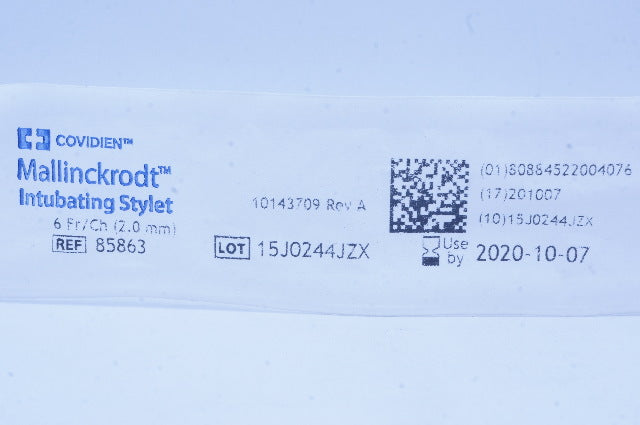 COVIDIEN™
Mallinckrodt™
Intubating Stylet
6 Fr/Ch (2.0 mm)
REF 85863
10143709 Rev A
LOT 15J0244JZX
(01)80884522004076
(17)201007
(10)15J0244JZX
Use by 2020-10-07